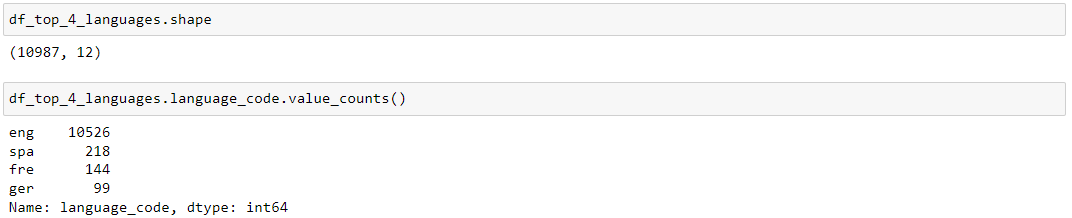 df_top_4_languages.shape
(10987, 12)
df_top_4_languages.language_code.value_counts()
eng    10526
spa      218
fre      144
ger       99
Name: language_code, dtype: int64